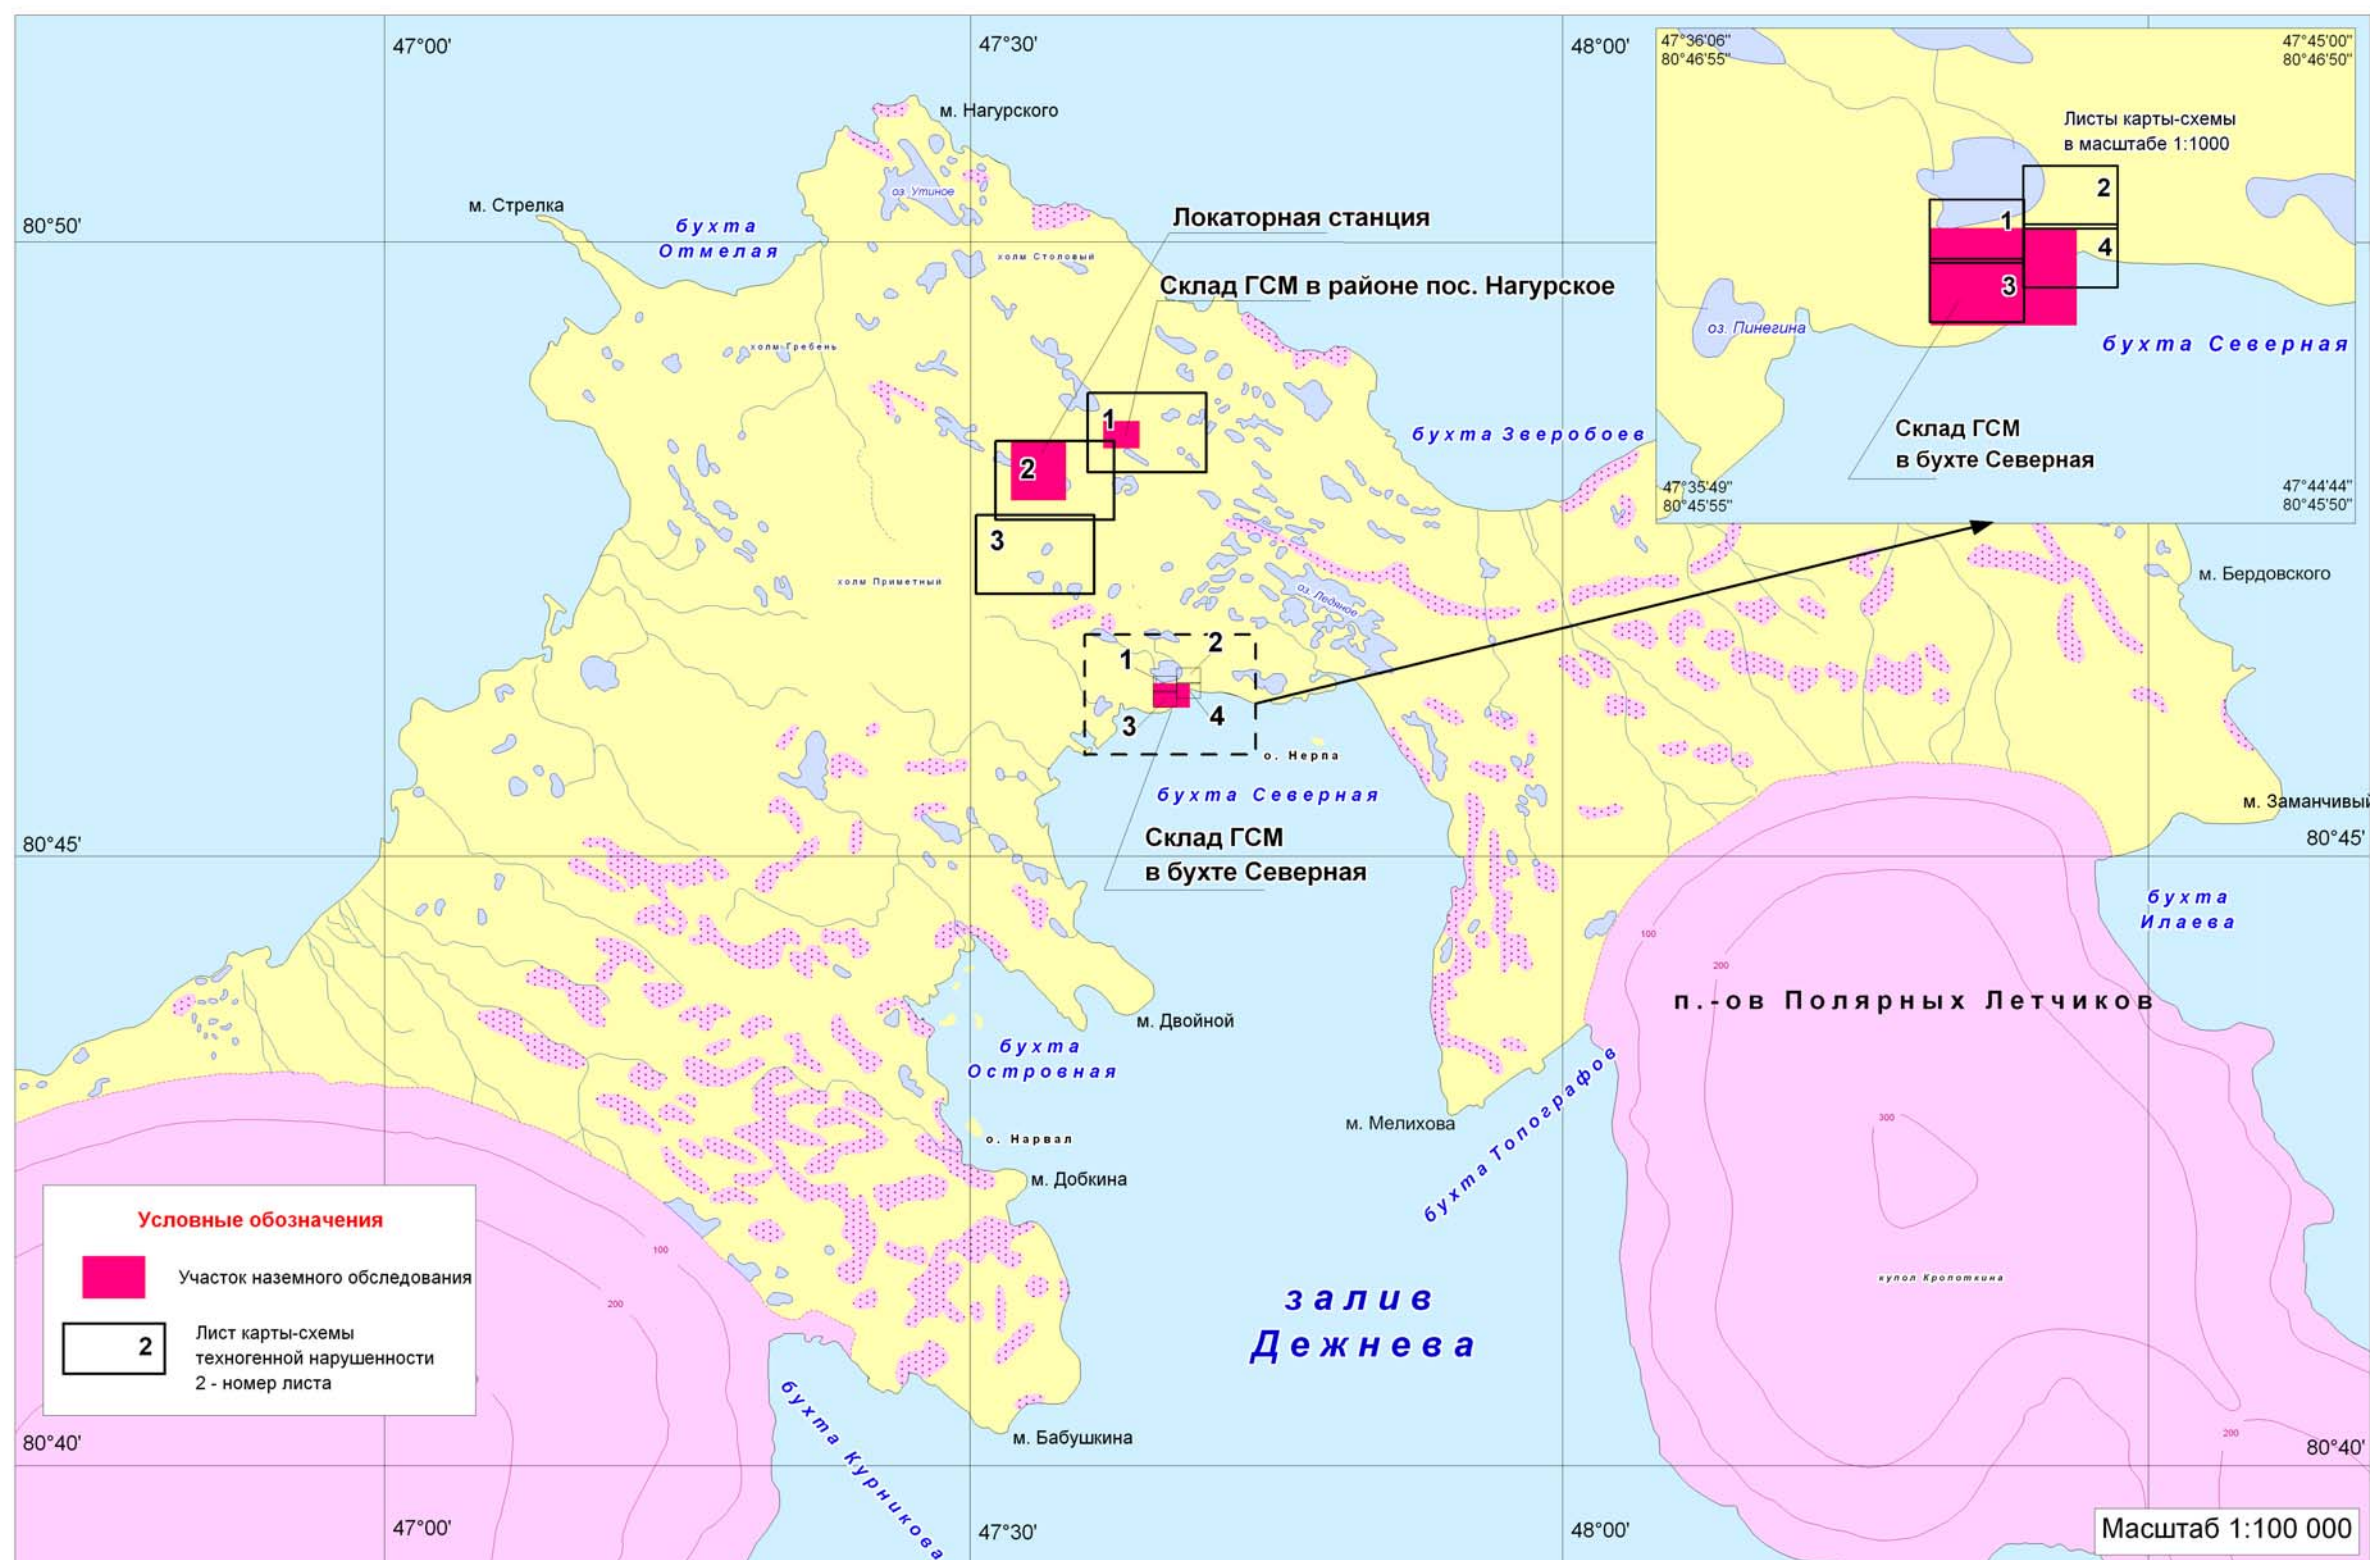 47°00'
47°30'
48°00'
47°36'06"
80°46'55"
47°45'00"
80°46'50"
Листы карты-схемы
в масштабе 1:1000
2
1
4
3
оз. Пинегина
бухта Северная
Склад ГСМ
в бухте Северная
47°35'49"
80°45'55"
47°44'44"
80°45'50"
м. Нагурского
оз. Утиное
м. Стрелка
80°50'
бухта
Отмелая
Локаторная станция
холм Столовый
Склад ГСМ в районе пос. Нагурское
холм Гребень
1
бухта Зверобоев
2
3
холм Приметный
оз. Ледяное
м. Бердовского
2
1
4
3
о. Нерпа
бухта Северная
м. Заманчивый
80°45'
80°45'
Склад ГСМ
в бухте Северная
бухта
Илаева
100
200
п.-ов Полярных Летчиков
м. Двойной
бухта
Островная
бухта Топографов
300
м. Мелихова
о. Нарвал
м. Добкина
Условные обозначения
Участок наземного обследования
2
Лист карты-схемы
техногенной нарушенности
2 - номер листа
100
200
купол Кропоткина
залив
Дежнева
бухта Курникова
м. Бабушкина
200
80°40'
80°40'
47°00'
47°30'
48°00'
Масштаб 1:100 000